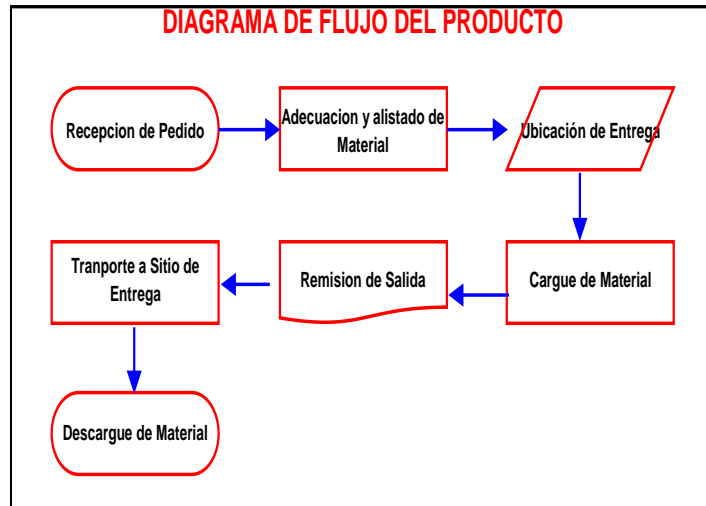 DIAGRAMA DE FLUJO DEL PRODUCTO
Recepcion de Pedido
Adecuacion y alistado de
Material
Ubicación de Entrega
Cargue de Material
Remision de Salida
Tranporte a Sitio de
Entrega
Descargue de Material